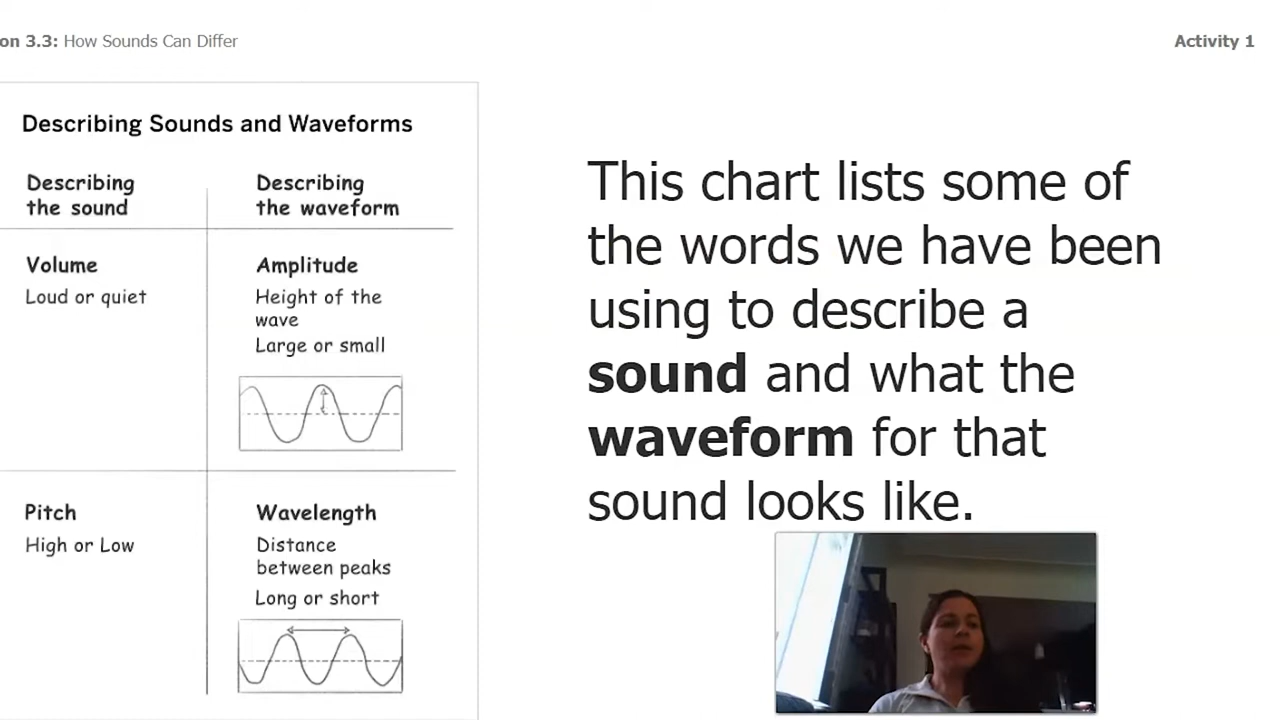 on 3.3: How Sounds Can Differ
Activity 1
Describing Sounds and Waveforms
Describing
the sound
Describing
the waveform
Volume
Loud or quiet
Amplitude
Height of the
wave
Large or small
Pitch
High or Low
Wavelength
Distance
between peaks
Long or short
This chart lists some of
the words we have been
using to describe a
sound and what the
waveform for that
sound looks like.